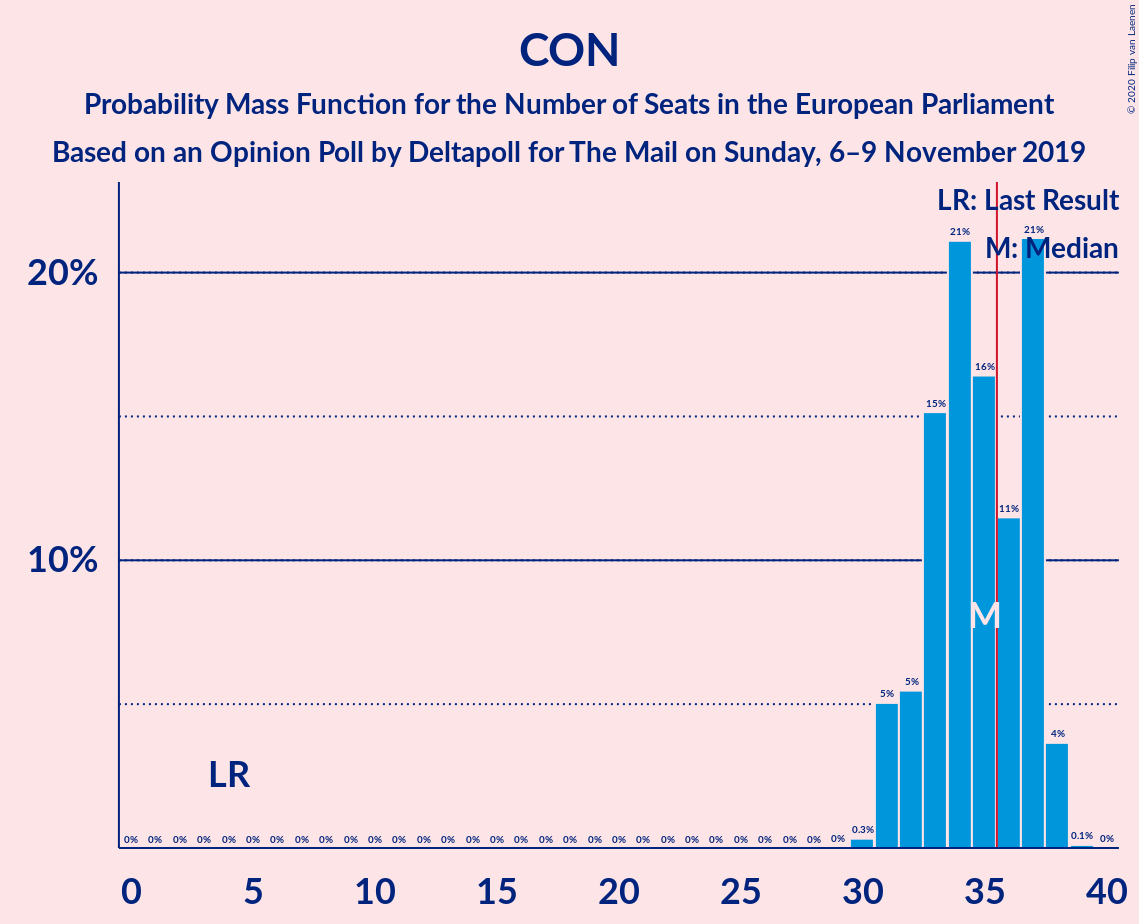 CON
Probability Mass Function for the Number of Seats in the European Parliament
Based on an Opinion Poll by Deltapoll for The Mail on Sunday, 6–9 November 2019
© 2020 Filip van Laenen
LR: Last Result
M: Median
20%
10%
21%
21%
16%
15%
11%
M
5%
5%
4%
LR
0% 0% 0% 0% 0% 0% 0% 0% 0% 0% 0% 0% 0% 0% 0% 0% 0% 0% 0% 0% 0% 0% 0% 0% 0% 0% 0% 0% 0% 0% 0.3% 0.1% 0%
0 5 10 15 20 25 30 35 40